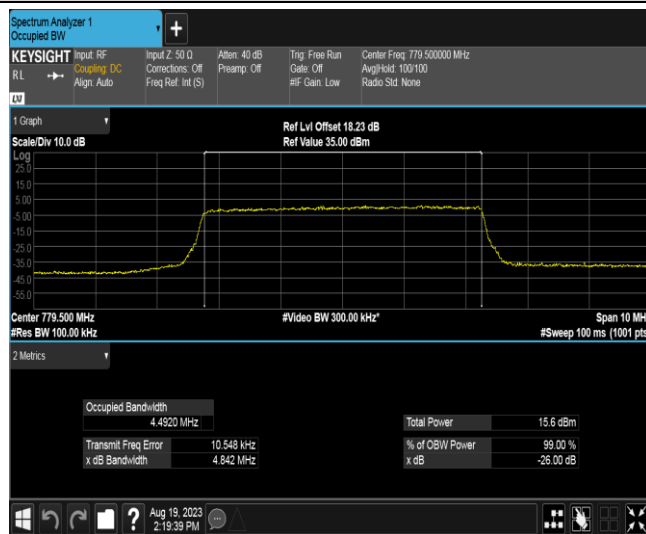 Spectrum Analyzer 1
Occupied BW
+
KEYSIGHT Input: RF Input Z: 50 Ω Atten: 40 dB Trig: Free Run Center Freq: 779.500000 MHz
RL Coupling: DC Corrections: Off Preamp: Off Gate: Off Avg|Hold: 100/100
Align: Auto Freq Ref: Int (S) #IF Gain: Low Radio Std: None
LXI
1 Graph
Ref Lvl Offset 18.23 dB
Scale/Div 10.0 dB Ref Value 35.00 dBm
Log
25.0
15.0
5.00
-5.00
-15.0
-25.0
-35.0
-45.0
-55.0
Center 779.500 MHz #Video BW 300.00 kHz* Span 10 MH
#Res BW 100.00 kHz #Sweep 100 ms (1001 pts
2 Metrics
Occupied Bandwidth
4.4920 MHz Total Power 15.6 dBm
Transmit Freq Error 10.548 kHz % of OBW Power 99.00 %
x dB Bandwidth 4.842 MHz x dB -26.00 dB
? Aug 19, 2023
2:19:39 PM